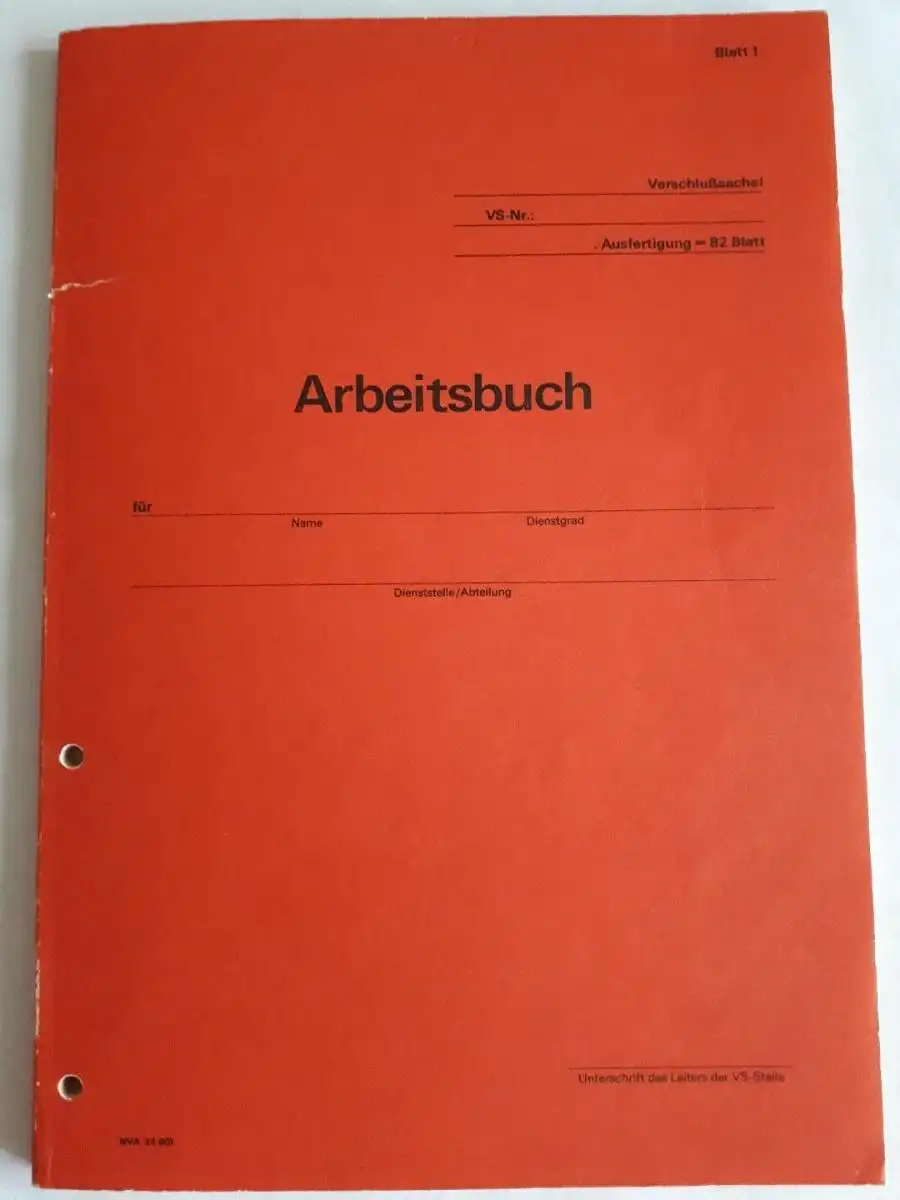 Blatt 1
Verschlußsache!
VS-Nr.:
. Ausfertigung = 82 Blatt
Arbeitsbuch
für
Name Dienstgrad
Dienststelle/Abteilung
Unterschrift des Leiters der VS-Stelle
NVA